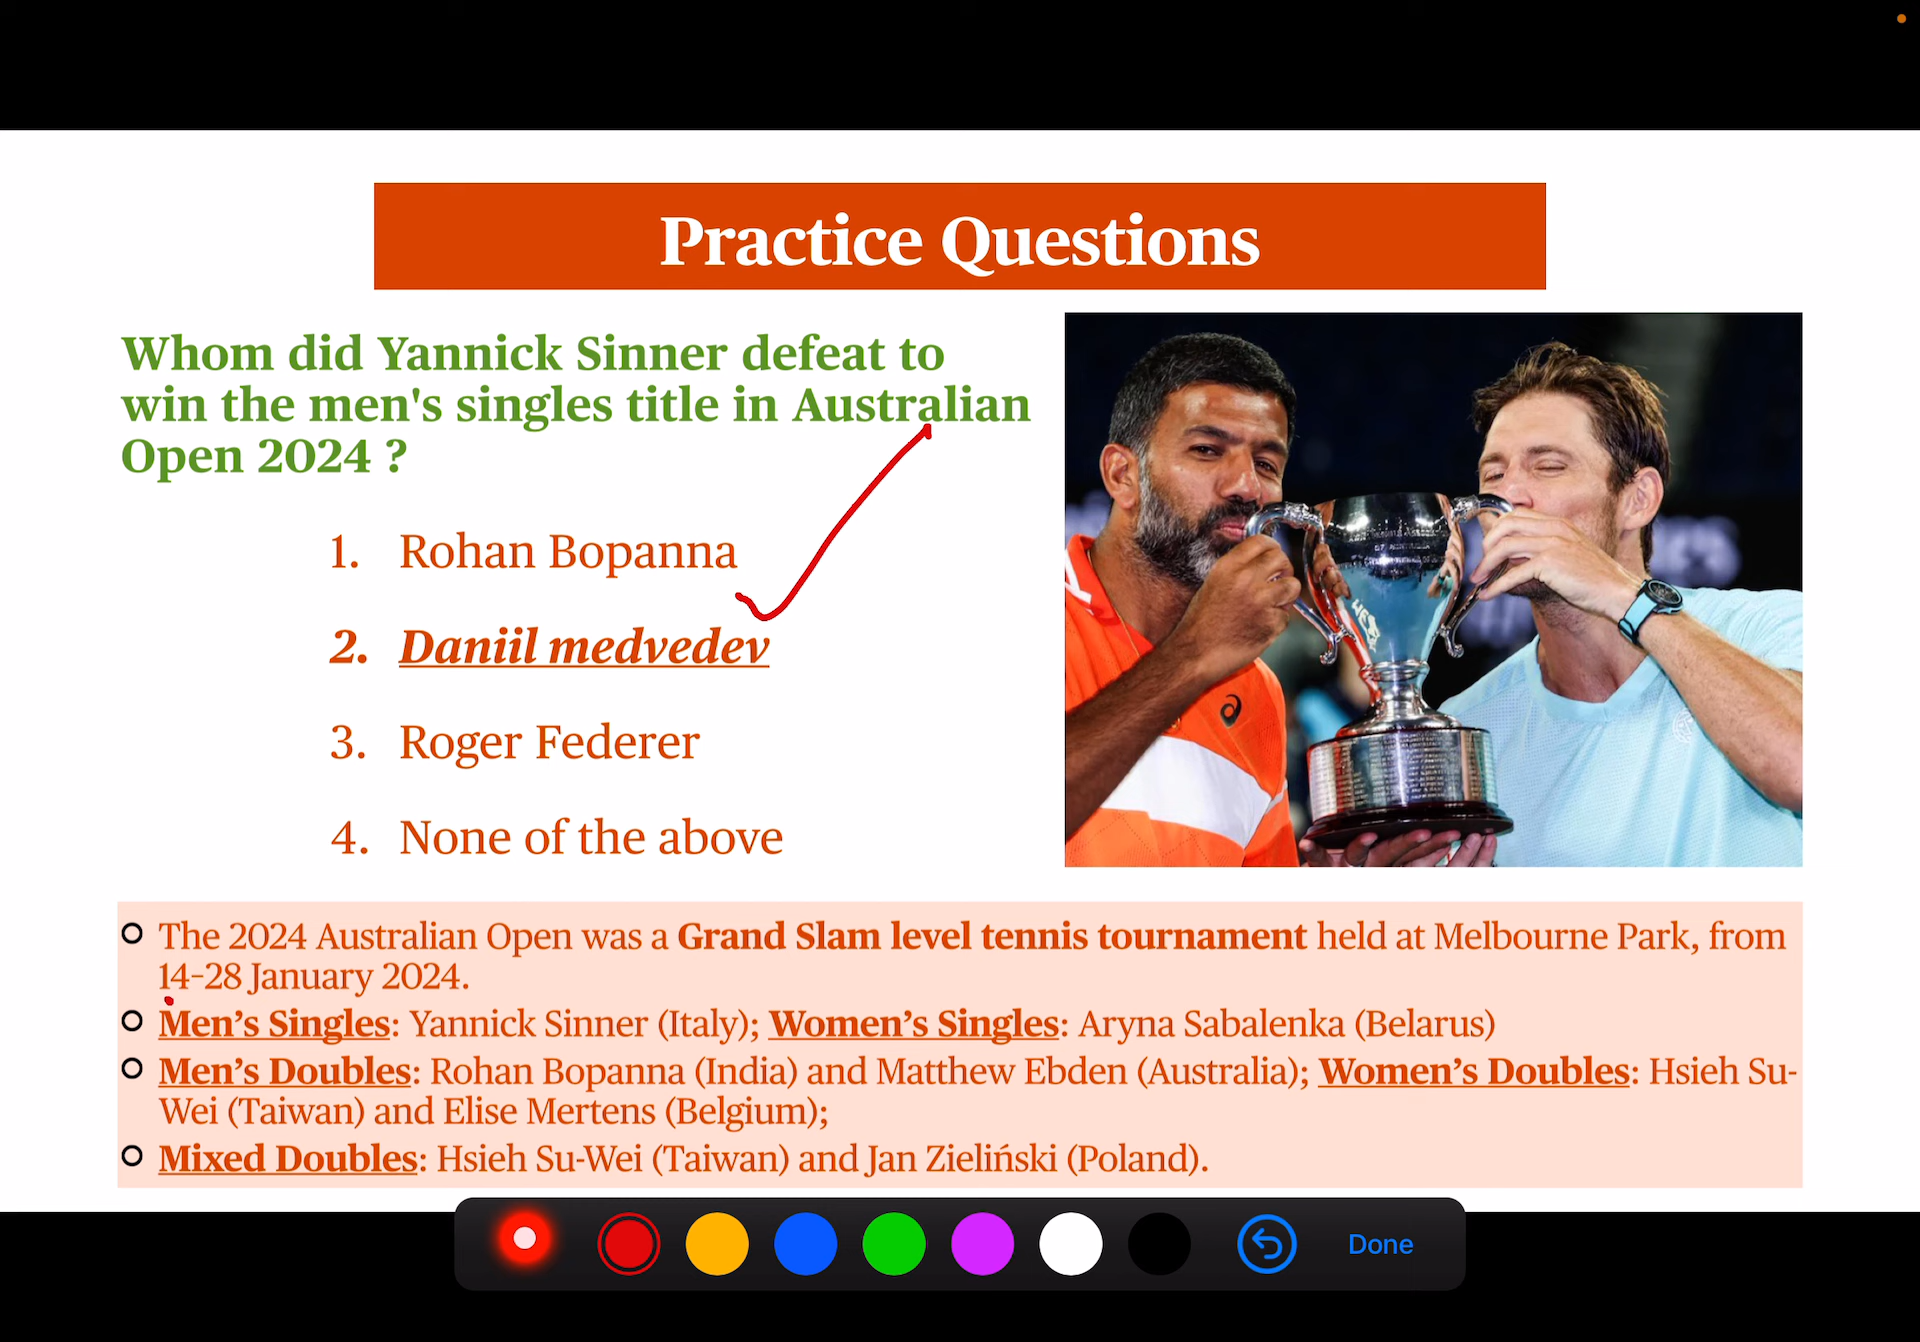 Practice Questions
Whom did Yannick Sinner defeat to
win the men's singles title in Australian
Open 2024 ?
1. Rohan Bopanna
2. Daniil medvedev
3. Roger Federer
4. None of the above
The 2024 Australian Open was a Grand Slam level tennis tournament held at Melbourne Park, from
14-28 January 2024.
Men’s Singles: Yannick Sinner (Italy); Women’s Singles: Aryna Sabalenka (Belarus)
Men’s Doubles: Rohan Bopanna (India) and Matthew Ebden (Australia); Women’s Doubles: Hsieh Su-
Wei (Taiwan) and Elise Mertens (Belgium);
Mixed Doubles: Hsieh Su-Wei (Taiwan) and Jan Zieliński (Poland).
Done